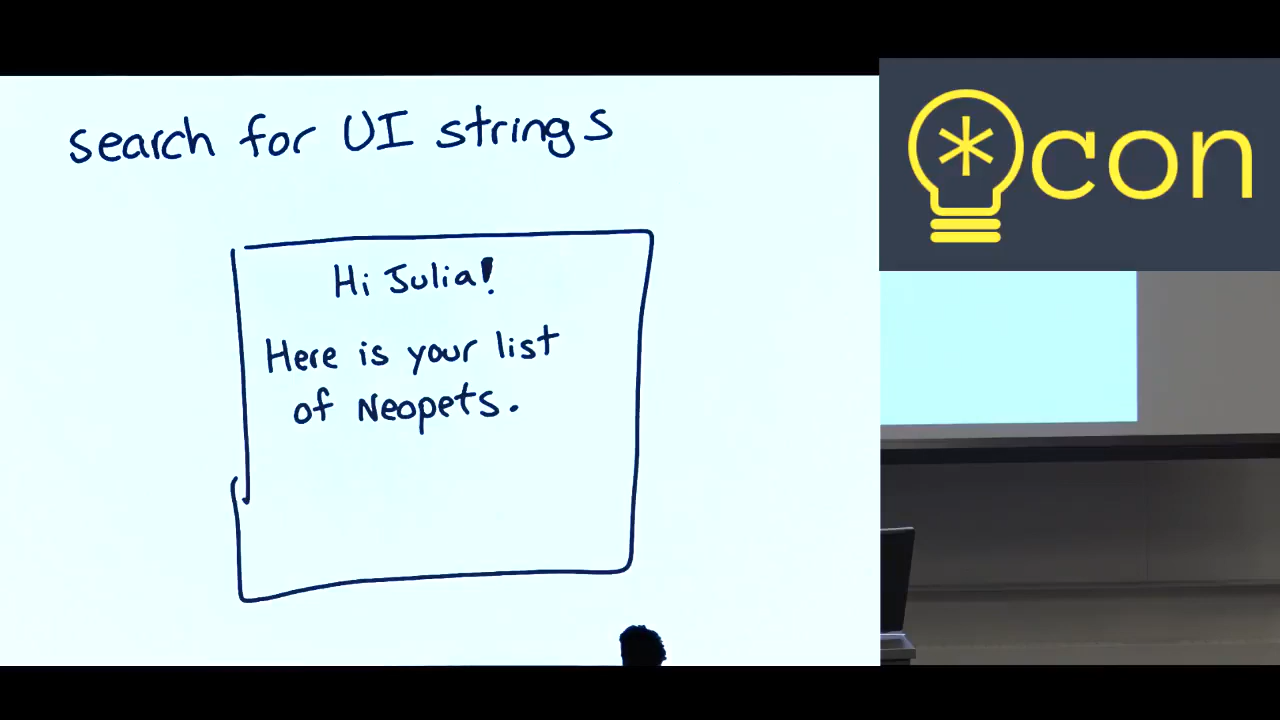 search for UI strings
Hi Julia!
Here is your list
of Neopets.
*con